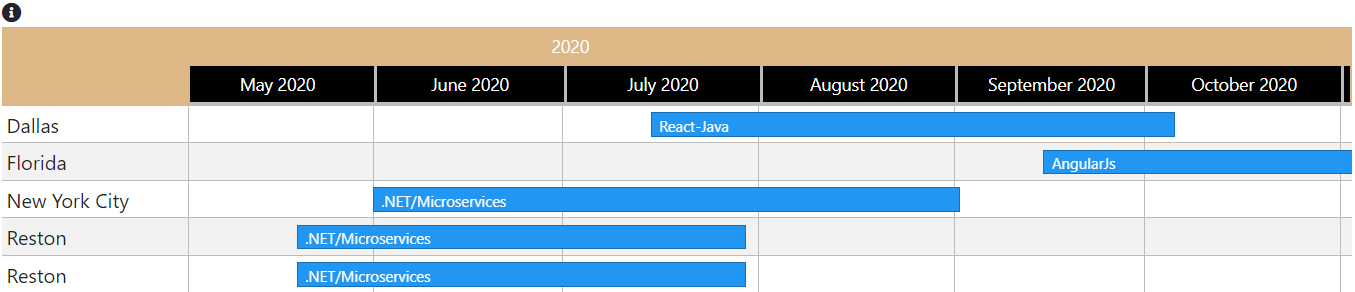 2020
May 2020 June 2020 July 2020 August 2020 September 2020 October 2020
Dallas React-Java
Florida AngularJs
New York City .NET/Microservices
Reston .NET/Microservices
Reston .NET/Microservices